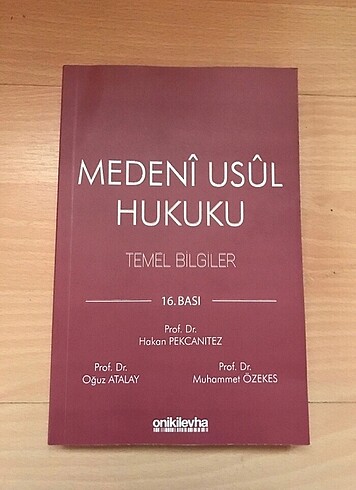 MEDENÎ USÛL
HUKUKU
TEMEL BİLGİLER
16.BASI
Prof. Dr.
Hakan PEKCANITEZ
Prof. Dr.
Oğuz ATALAY
Prof. Dr.
Muhammet ÖZEKES
onikilevha